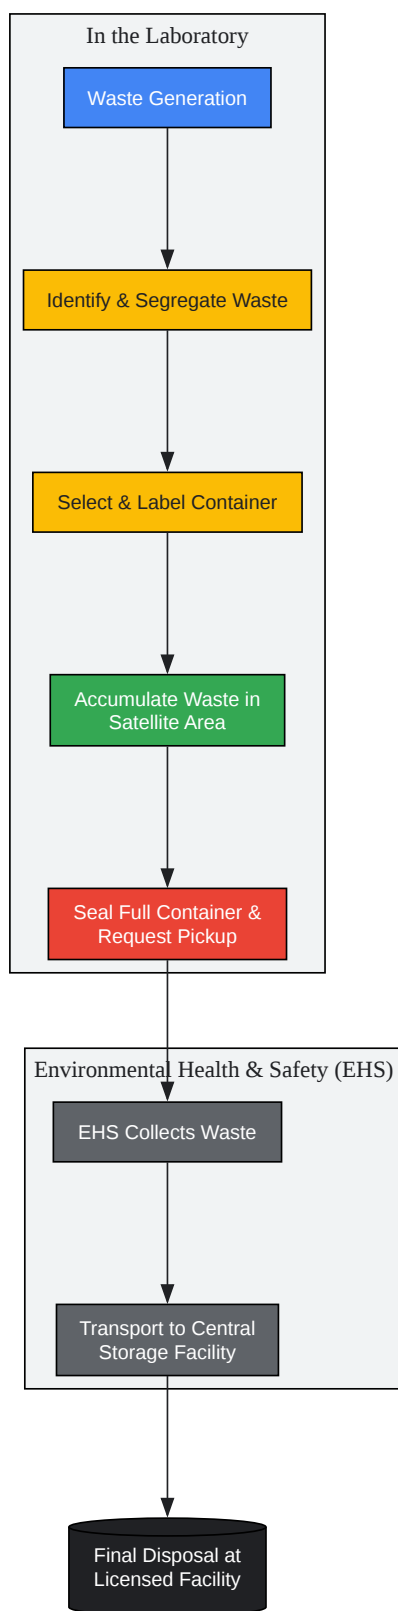 In the Laboratory
Waste Generation
Identify & Segregate Waste
Select & Label Container
Accumulate Waste in
Satellite Area
Seal Full Container &
Request Pickup
Environmental Health & Safety (EHS)
EHS Collects Waste
Transport to Central
Storage Facility
Final Disposal at
Licensed Facility